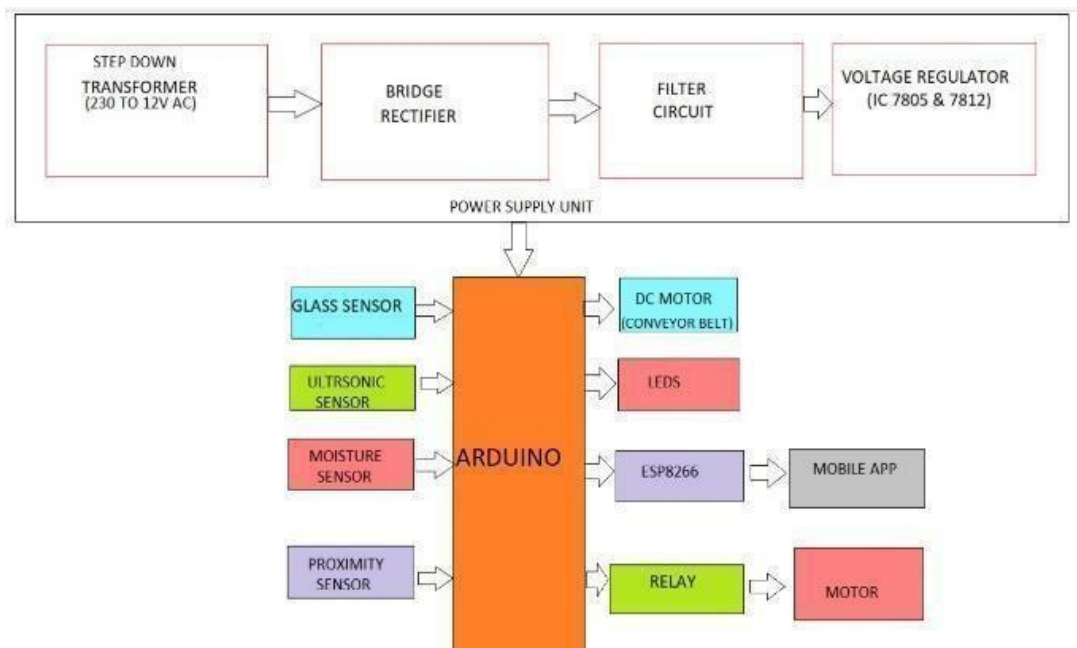 STEP DOWN
TRANSFORMER
(230 TO 12V AC)
BRIDGE
RECTIFIER
FILTER
CIRCUIT
VOLTAGE REGULATOR
(IC 7805 & 7812)
POWER SUPPLY UNIT
GLASS SENSOR
ULTRSONIC
SENSOR
MOISTURE
SENSOR
PROXIMITY
SENSOR
ARDUINO
DC MOTOR
(CONVEYOR BELT)
LEDS
ESP8266
MOBILE APP
RELAY
MOTOR